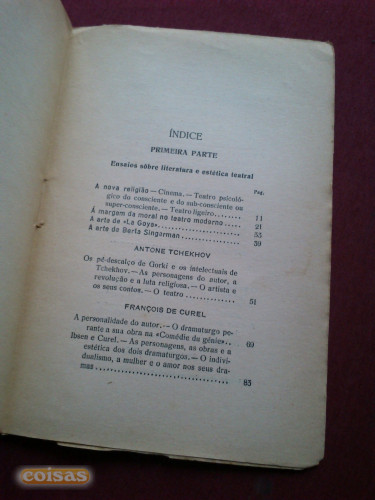 ÍNDICE
PRIMEIRA PARTE
Ensaios sôbre literatura e estética teatral
Pag.
A nova religião — Cinema. — Teatro psicoló-
gico do consciente e do sub-consciente ou
super-consciente. — Teatro ligeiro........ 11
Á margem da moral no teatro moderno..... 21
A arte de «La Goya»..................... 35
A arte de Berta Singerman............... 39
ANTONE TCHEKHOV
Os pé-descalço de Gorki e os intelectuais de
Tchekhov. — As personagens do autor, a
revolução e a luta religiosa. — O artista e
os seus contos. — O teatro .............. 51
FRANÇOIS DE CUREL
A personalidade do autor. — O dramaturgo pe-
rante a sua obra na «Comédie du génie».. 69
Ibsen e Curel. — As personagens, as obras e a
estética dos dois dramaturgos. — O indivi-
dualismo, a mulher e o amor nos seus dra-
mas .................................... 83
coisas